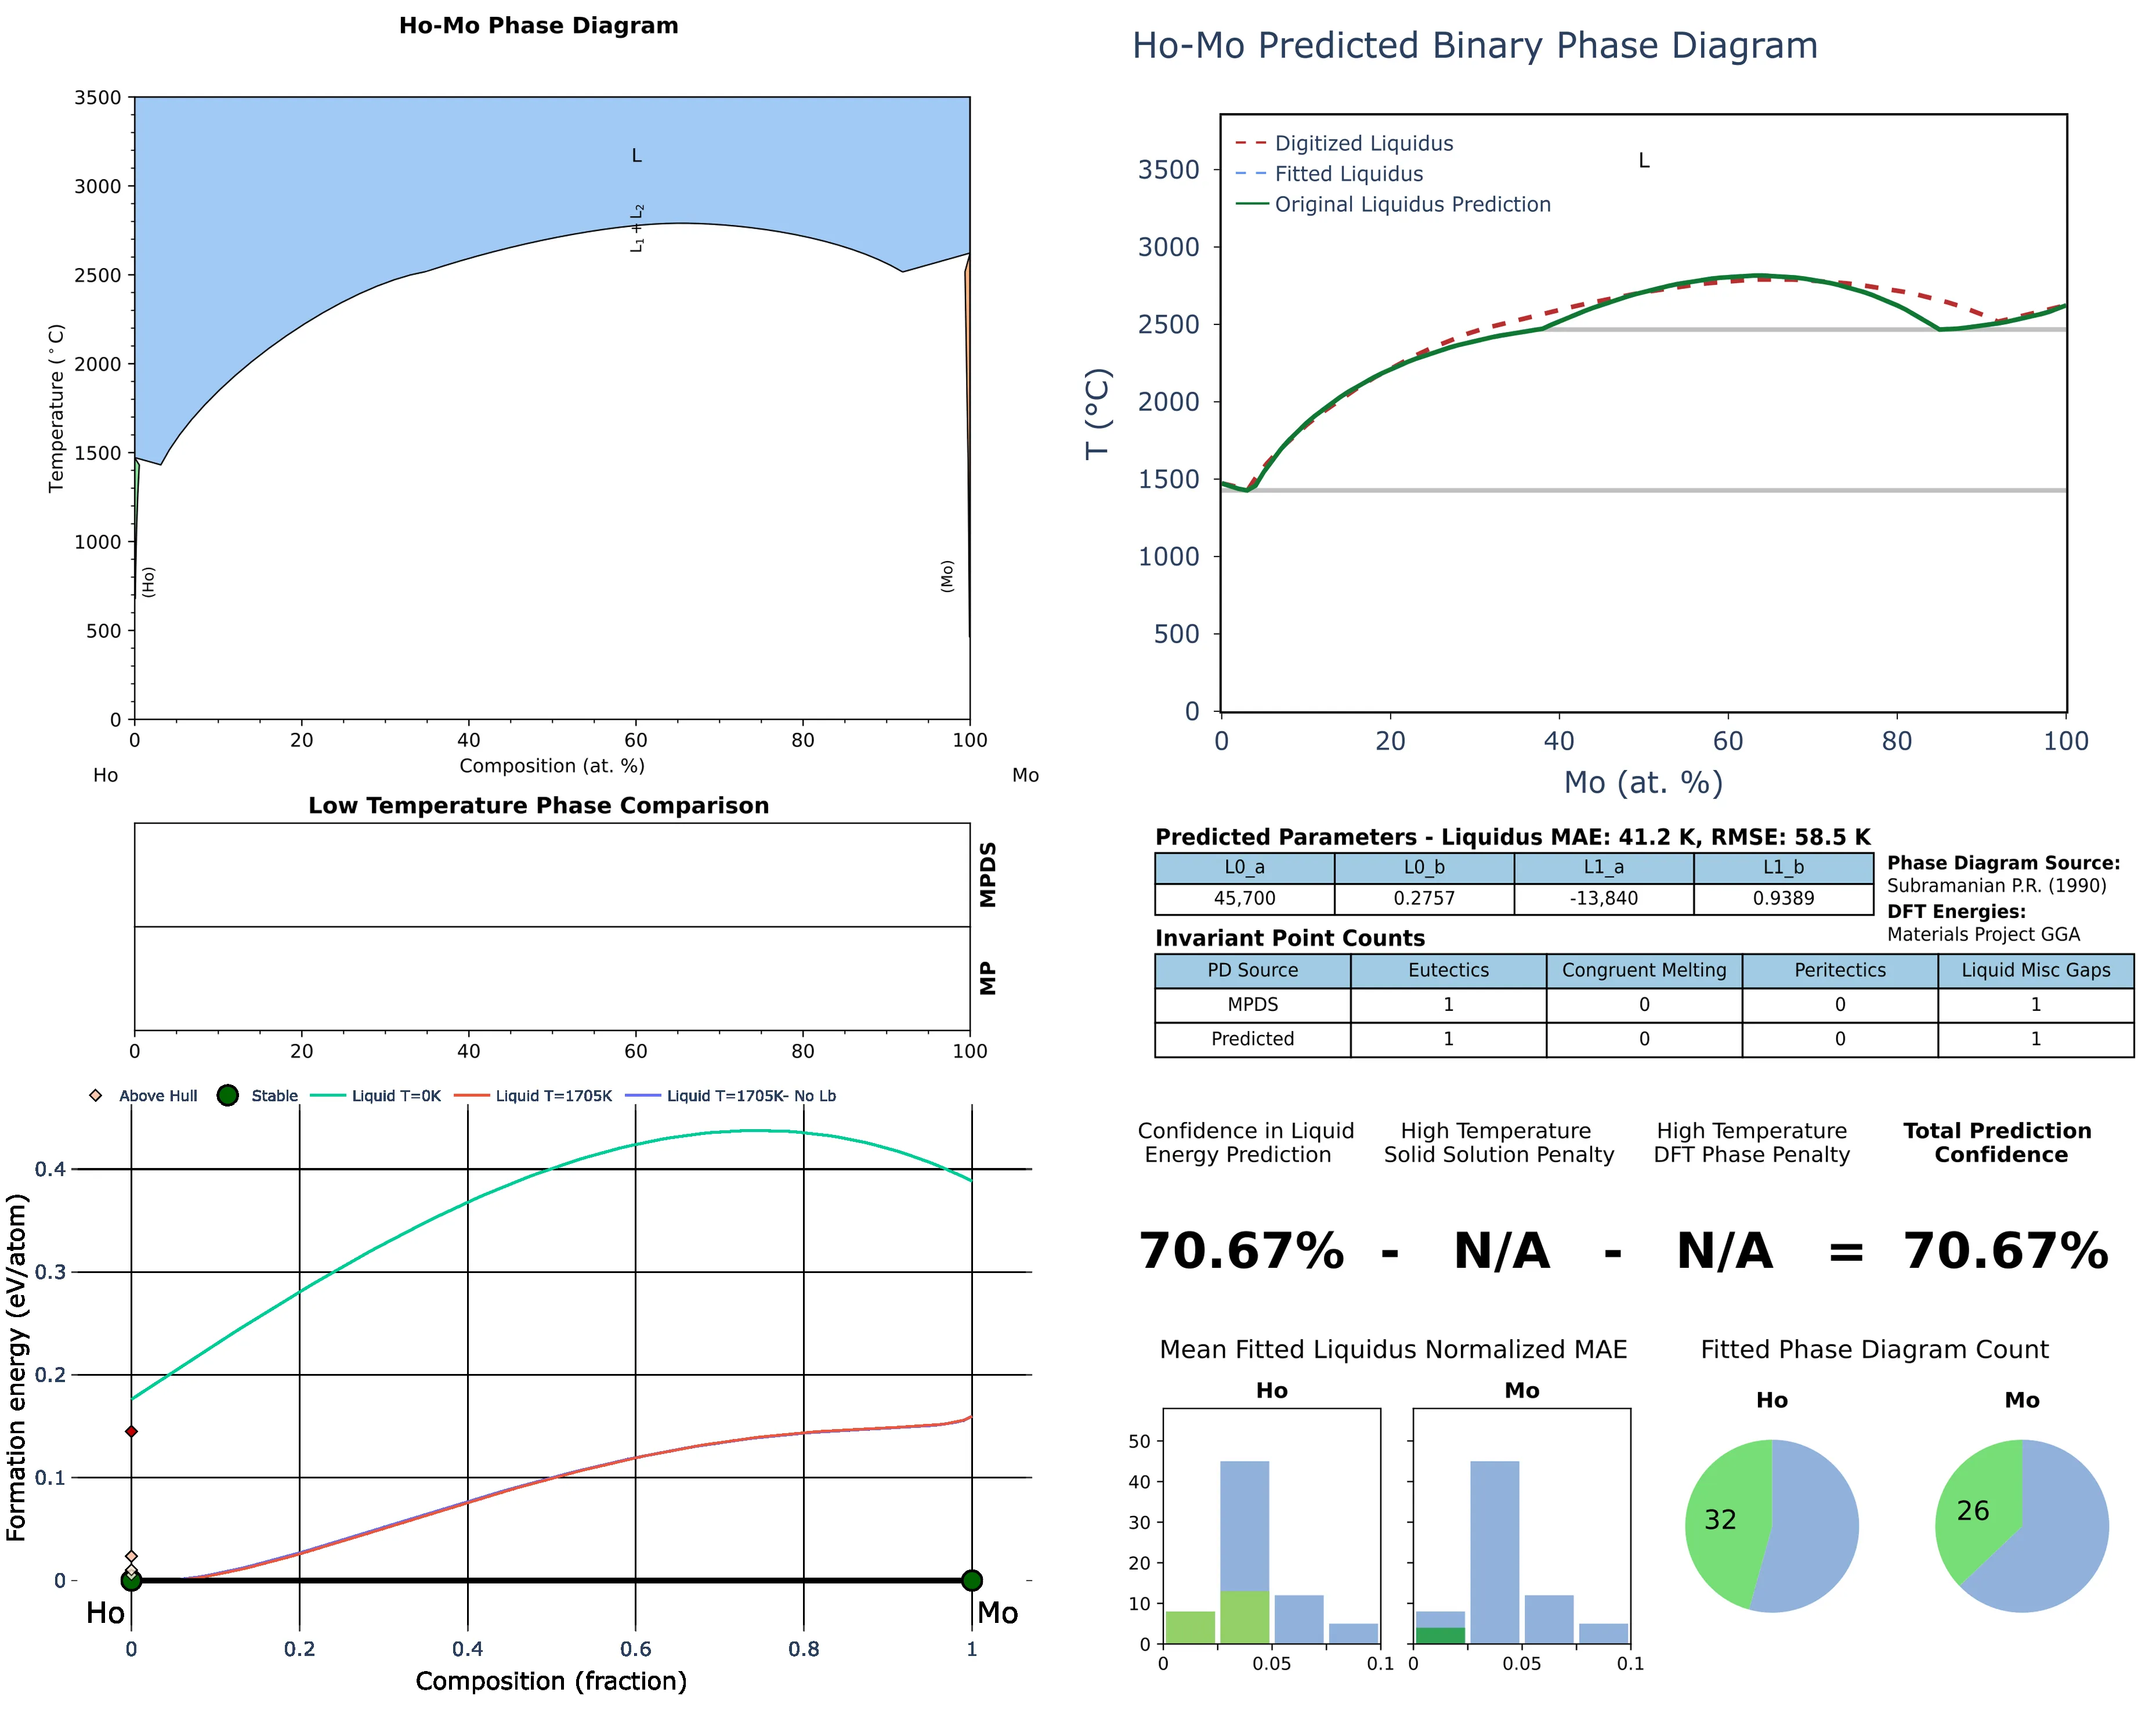 Ho-Mo Phase Diagram
3500
3000
2500
2000
1500
1000
500
0
Temperature (°C)
L
L1 + L2
(Ho)
(Mo)
0 20 40 60 80 100
Composition (at. %)
Ho Mo
Ho-Mo Predicted Binary Phase Diagram
Digitized Liquidus
Fitted Liquidus
Original Liquidus Prediction
L
3500
3000
2500
2000
1500
1000
500
0
T (°C)
0 20 40 60 80 100
Mo (at. %)
Low Temperature Phase Comparison
MPDS
MP
0 20 40 60 80 100
Predicted Parameters - Liquidus MAE: 41.2 K, RMSE: 58.5 K
L0_a L0_b L1_a L1_b
45,700 0.2757 -13,840 0.9389
Phase Diagram Source:
Subramanian P.R. (1990)
DFT Energies:
Materials Project GGA
Invariant Point Counts
PD Source Eutectics Congruent Melting Peritectics Liquid Misc Gaps
MPDS 1 0 0 1
Predicted 1 0 0 1
Above Hull Stable Liquid T=0K Liquid T=1705K Liquid T=1705K- No Lb
0.4
0.3
0.2
0.1
0
Formation energy (eV/atom)
Ho Mo
0 0.2 0.4 0.6 0.8 1
Composition (fraction)
Confidence in Liquid
Energy Prediction
High Temperature
Solid Solution Penalty
High Temperature
DFT Phase Penalty
Total Prediction
Confidence
70.67% - N/A - N/A = 70.67%
Mean Fitted Liquidus Normalized MAE
Ho Mo
50
40
30
20
10
0
0 0.05 0.1 0 0.05 0.1
Fitted Phase Diagram Count
Ho Mo
32 26